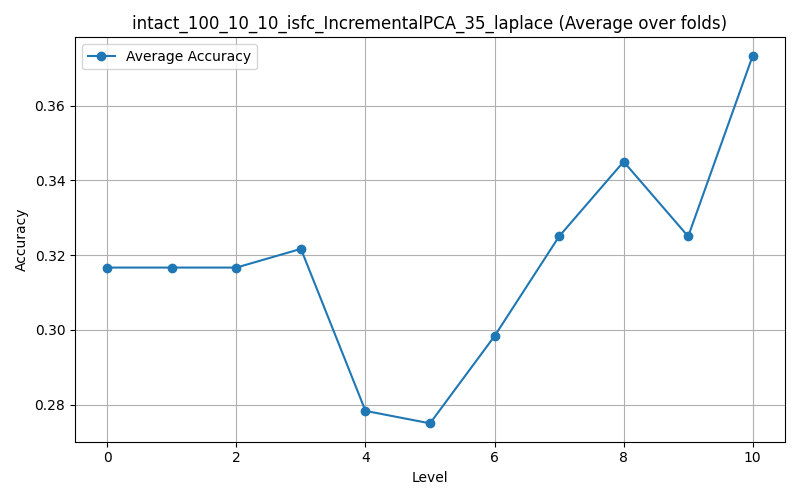 intact_100_10_10_isfc_IncrementalPCA_35_laplace (Average over folds)
Average Accuracy
Accuracy
0.36
0.34
0.32
0.30
0.28
0 2 4 6 8 10
Level